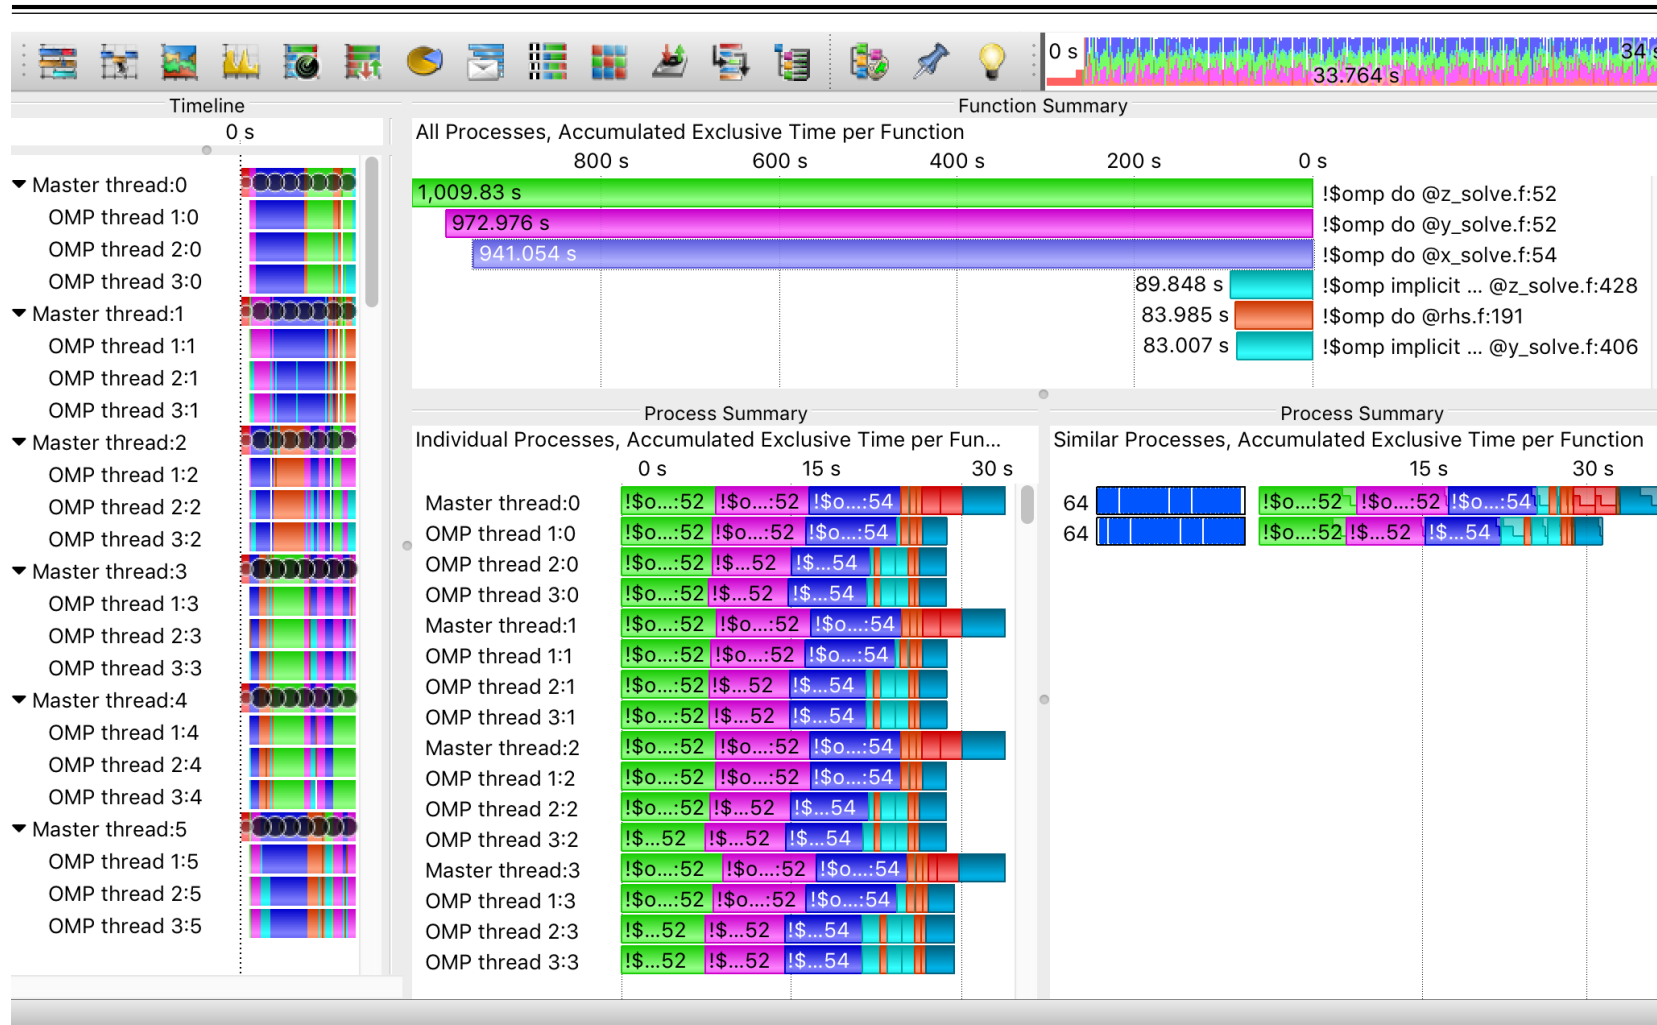 0 s
34 s
33.764 s
Timeline
0 s
Master thread:0
OMP thread 1:0
OMP thread 2:0
OMP thread 3:0
Master thread:1
OMP thread 1:1
OMP thread 2:1
OMP thread 3:1
Master thread:2
OMP thread 1:2
OMP thread 2:2
OMP thread 3:2
Master thread:3
OMP thread 1:3
OMP thread 2:3
OMP thread 3:3
Master thread:4
OMP thread 1:4
OMP thread 2:4
OMP thread 3:4
Master thread:5
OMP thread 1:5
OMP thread 2:5
OMP thread 3:5
Function Summary
All Processes, Accumulated Exclusive Time per Function
800 s 600 s 400 s 200 s 0 s
1,009.83 s !$omp do @z_solve.f:52
972.976 s !$omp do @y_solve.f:52
941.054 s !$omp do @x_solve.f:54
89.848 s !$omp implicit ... @z_solve.f:428
83.985 s !$omp do @rhs.f:191
83.007 s !$omp implicit ... @y_solve.f:406
Process Summary
Individual Processes, Accumulated Exclusive Time per Fun...
0 s 15 s 30 s
Master thread:0 !$o...:52 !$o...:52 !$o...:54
OMP thread 1:0 !$o...:52 !$o...:52 !$o...:54
OMP thread 2:0 !$o...:52 !$...52 !$...54
OMP thread 3:0 !$o...:52 !$...52 !$...54
Master thread:1 !$o...:52 !$o...:52 !$o...:54
OMP thread 1:1 !$o...:52 !$o...:52 !$o...:54
OMP thread 2:1 !$o...:52 !$...52 !$...54
OMP thread 3:1 !$o...:52 !$...52 !$...54
Master thread:2 !$o...:52 !$o...:52 !$o...:54
OMP thread 1:2 !$o...:52 !$o...:52 !$o...:54
OMP thread 2:2 !$o...:52 !$...52 !$...54
OMP thread 3:2 !$...52 !$...52 !$...54
Master thread:3 !$o...:52 !$o...:52 !$o...:54
OMP thread 1:3 !$o...:52 !$o...:52 !$o...:54
OMP thread 2:3 !$...52 !$...52 !$...54
OMP thread 3:3 !$...52 !$...52 !$...54
Process Summary
Similar Processes, Accumulated Exclusive Time per Function
15 s 30 s
64 !$o...:52 !$o...:52 !$o...:54
64 !$o...:52 !$...52 !$...54